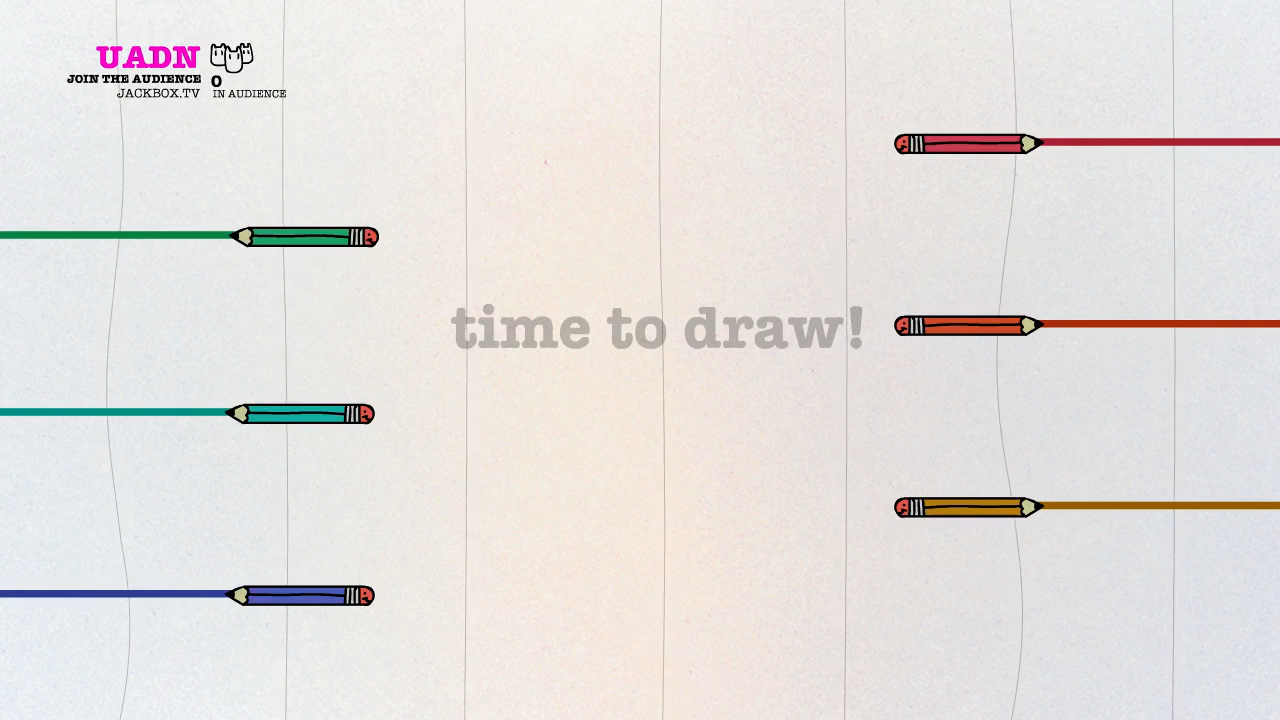 UADN
JOIN THE AUDIENCE
JACKBOX.TV
0
IN AUDIENCE
time to draw!